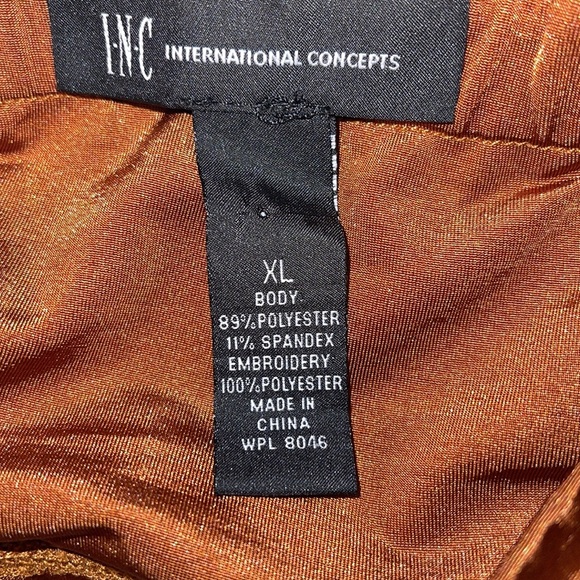 I·N·C INTERNATIONAL CONCEPTS
XL
BODY
89%POLYESTER
11% SPANDEX
EMBROIDERY
100%POLYESTER
MADE IN
CHINA
WPL 8046